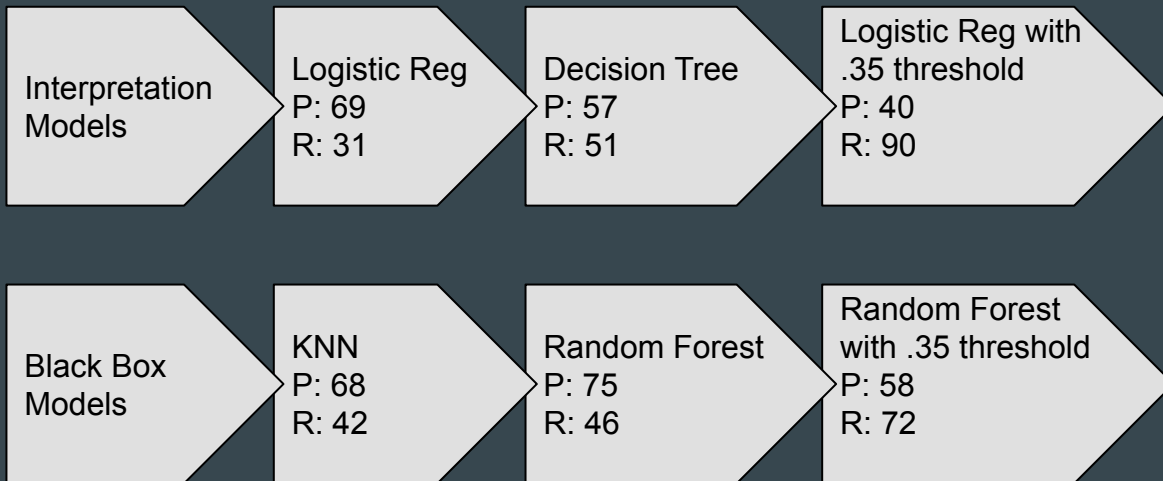 Interpretation
Models
Logistic Reg
P: 69
R: 31
Decision Tree
P: 57
R: 51
Logistic Reg with
.35 threshold
P: 40
R: 90
Black Box
Models
KNN
P: 68
R: 42
Random Forest
P: 75
R: 46
Random Forest
with .35 threshold
P: 58
R: 72